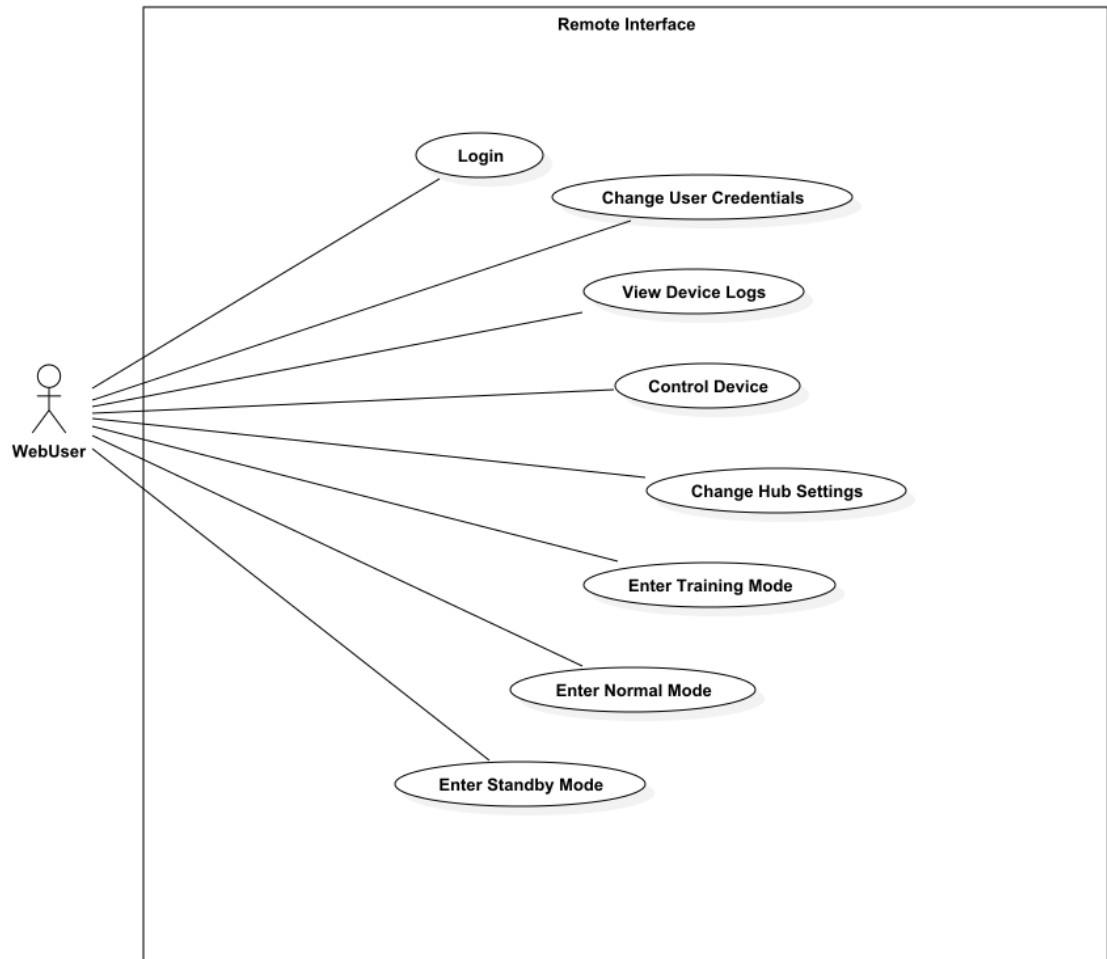 Remote Interface
Login
Change User Credentials
View Device Logs
Control Device
WebUser
Change Hub Settings
Enter Training Mode
Enter Normal Mode
Enter Standby Mode